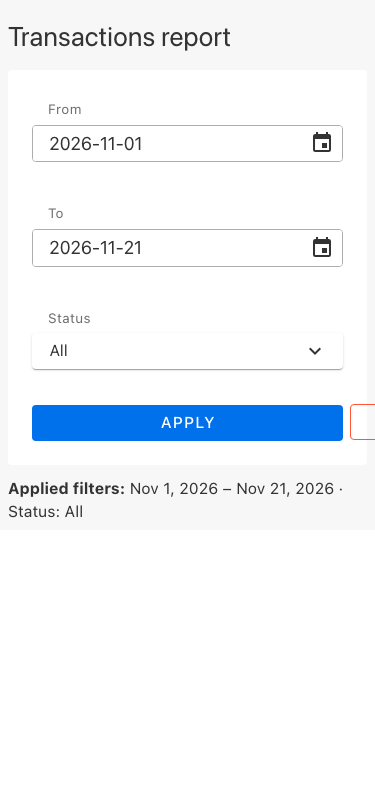 Transactions report
From
2026-11-01
To
2026-11-21
Status
All
APPLY
Applied filters: Nov 1, 2026 – Nov 21, 2026 ·
Status: All